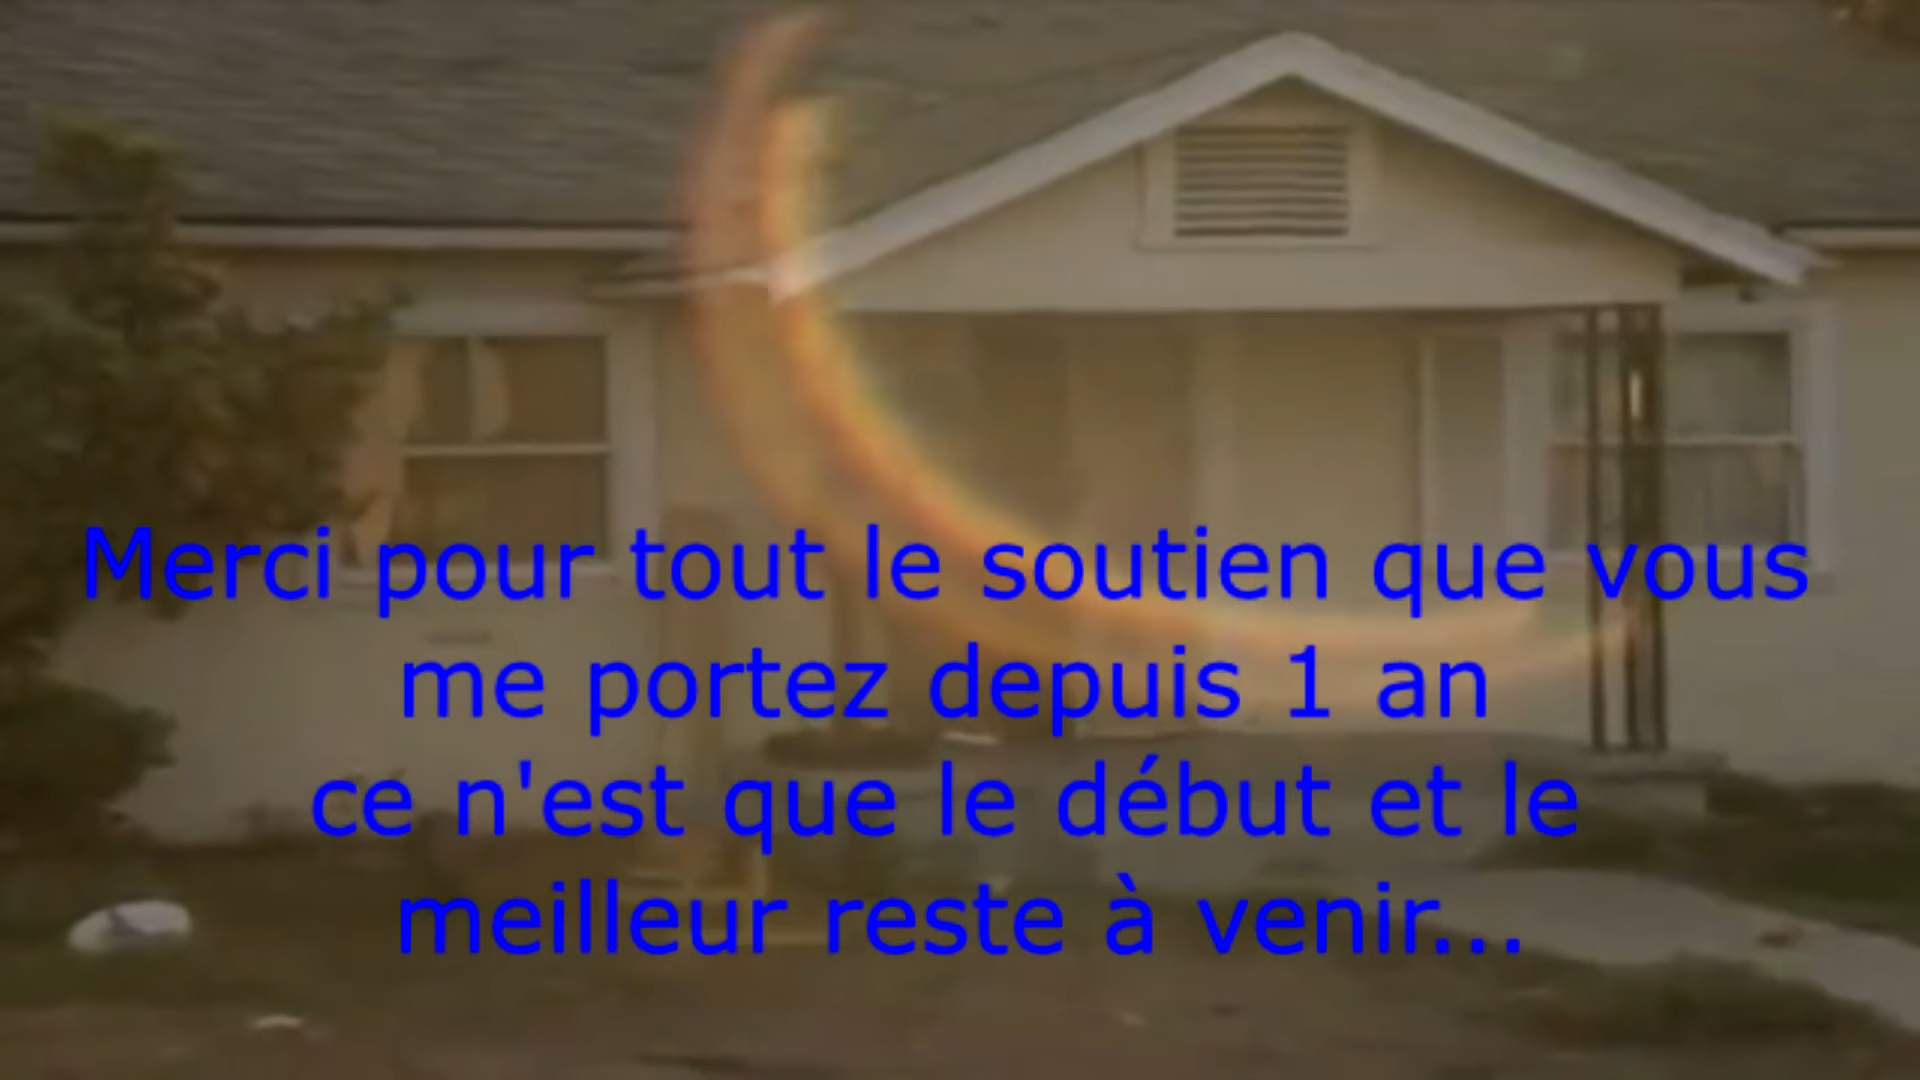 Merci pour tout le soutien que vous
me portez depuis 1 an
ce n'est que le début et le
meilleur reste à venir...